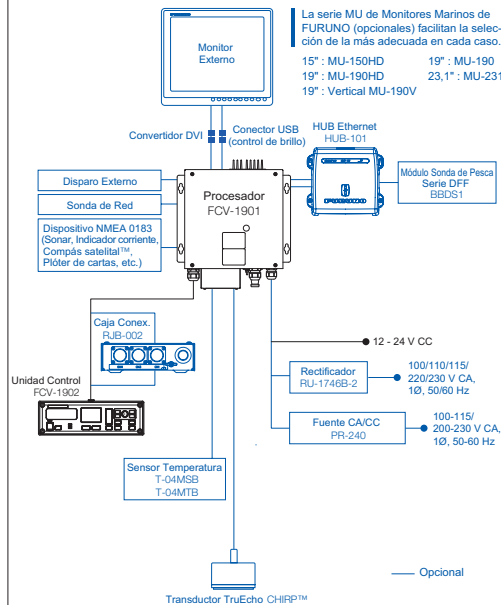 La serie MU de Monitores Marinos de
FURUNO (opcionales) facilitan la selec-
ción de la más adecuada en cada caso.
15" : MU-150HD 19" : MU-190
19" : MU-190HD 23,1" : MU-231
19" : Vertical MU-190V
Monitor
Externo
Convertidor DVI
Conector USB
(control de brillo)
HUB Ethernet
HUB-101
Módulo Sonda de Pesca
Serie DFF
BBDS1
Disparo Externo
Sonda de Red
Dispositivo NMEA 0183
(Sonar, Indicador corriente,
Compás satelital™,
Plóter de cartas, etc.)
Procesador
FCV-1901
Caja Conex.
RJB-002
Unidad Control
FCV-1902
12 - 24 V CC
Rectificador
RU-1746B-2
100/110/115/
220/230 V CA,
1Ø, 50/60 Hz
Fuente CA/CC
PR-240
100-115/
200-230 V CA,
1Ø, 50-60 Hz
Sensor Temperatura
T-04MSB
T-04MTB
Transductor TruEcho CHIRP™
Opcional